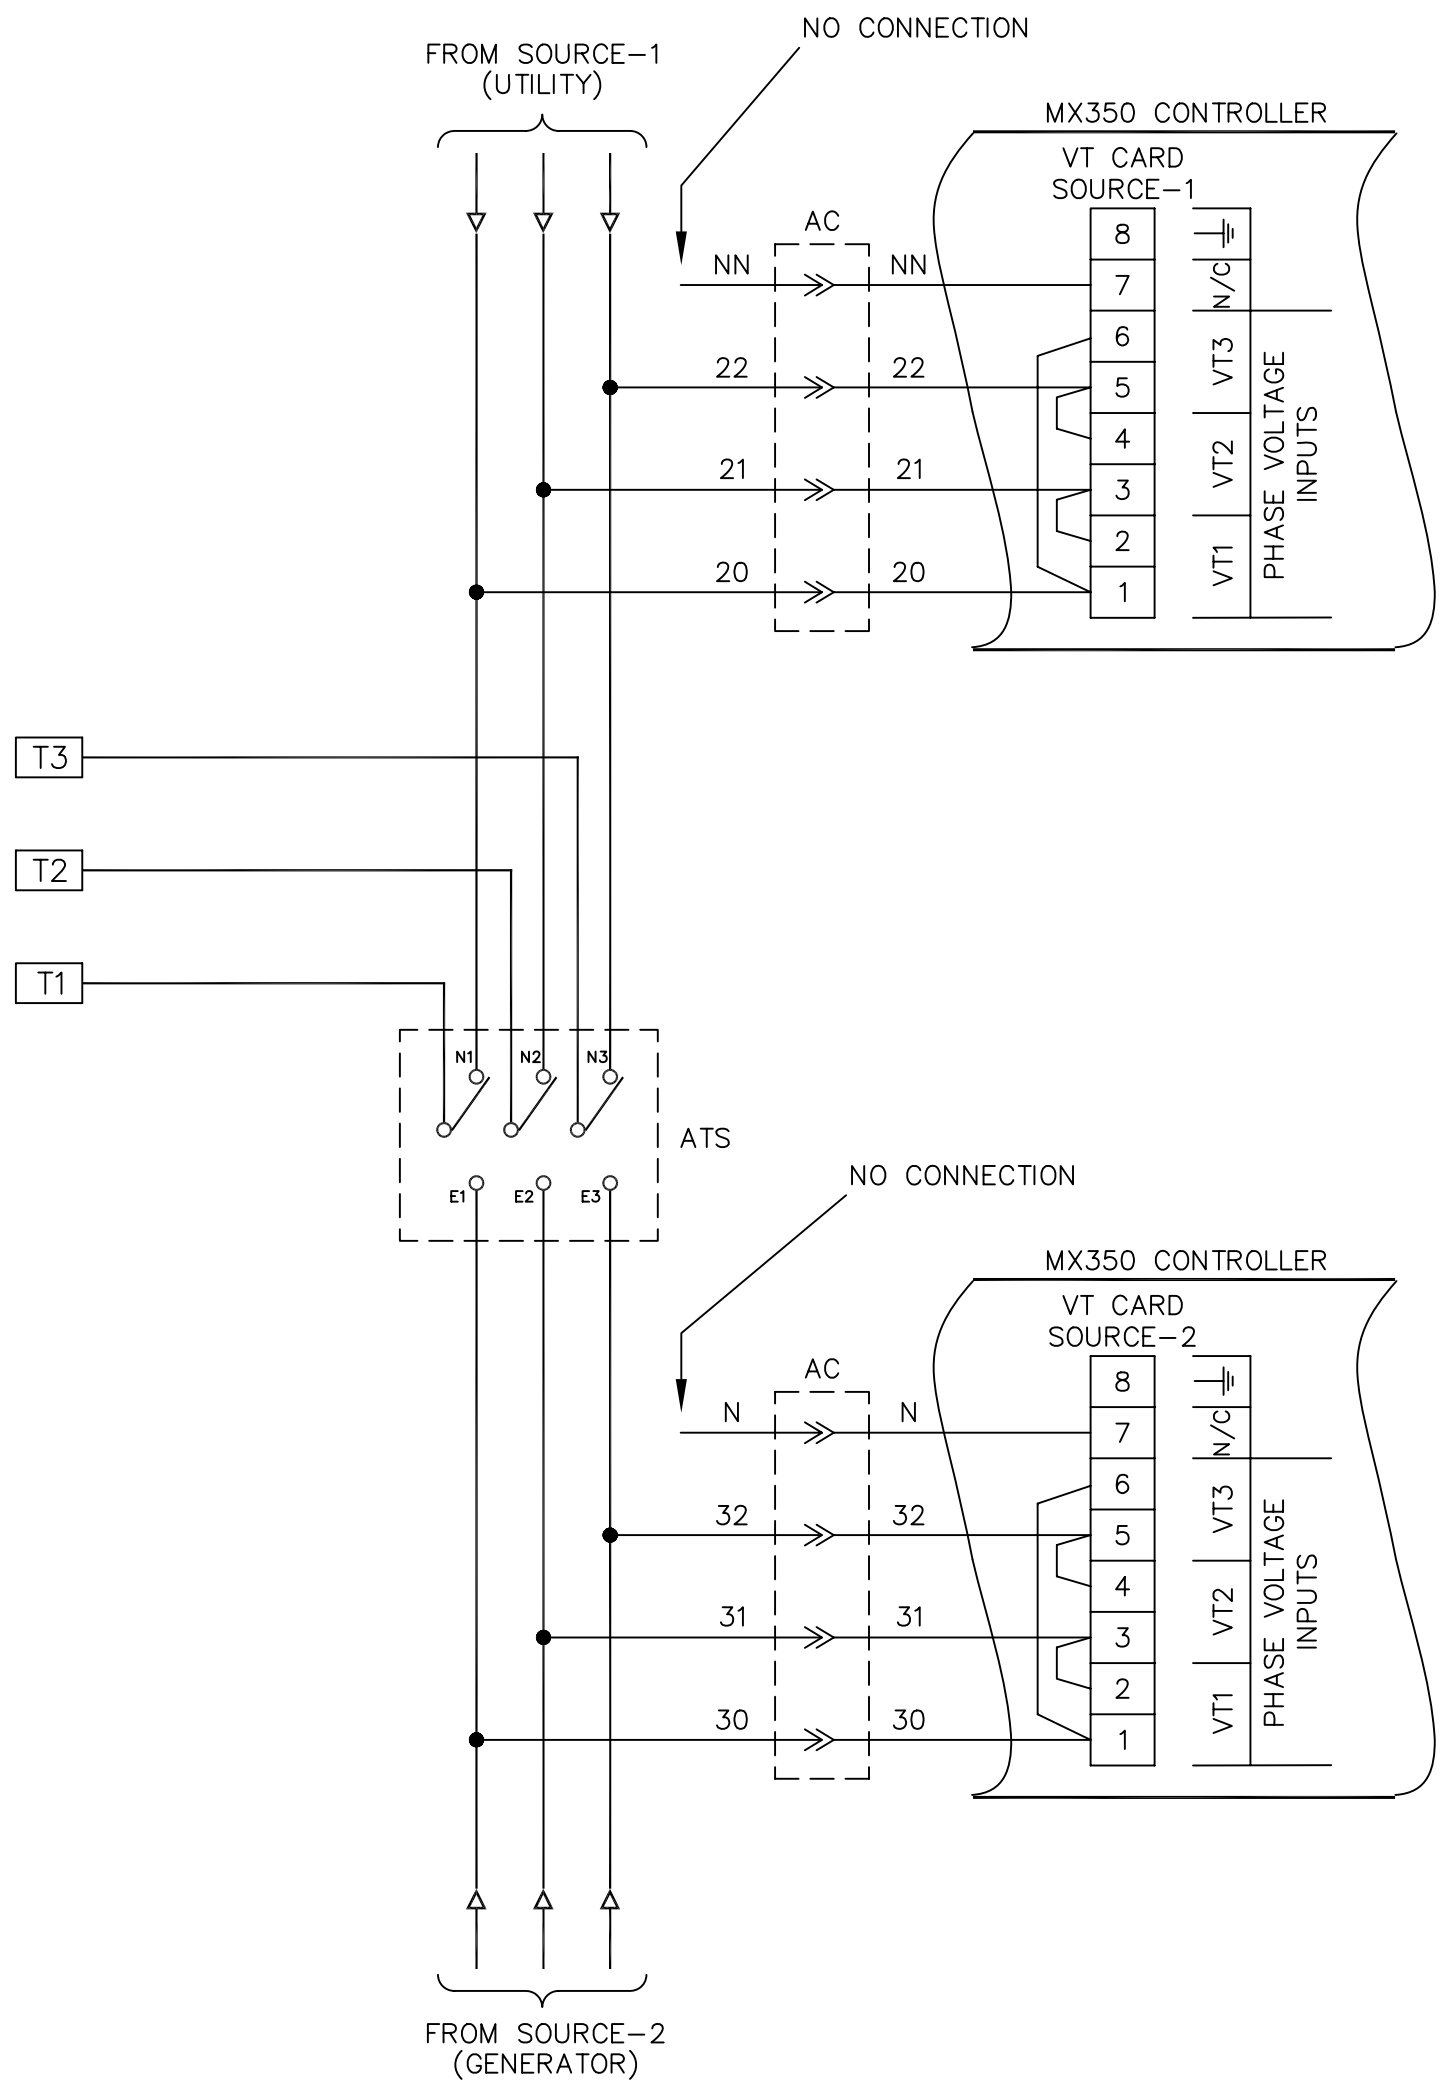 NO CONNECTION
FROM SOURCE-1
(UTILITY)
MX350 CONTROLLER
VT CARD
SOURCE-1
AC
8
NN
NN
7
N/C
6
22
22
5
VT3
4
21
21
3
VT2
2
20
20
1
VT1
PHASE VOLTAGE
INPUTS
T3
T2
T1
N1
N2
N3
ATS
E1
E2
E3
NO CONNECTION
MX350 CONTROLLER
VT CARD
SOURCE-2
AC
8
N
N
7
N/C
6
32
32
5
VT3
4
31
31
3
VT2
2
30
30
1
VT1
PHASE VOLTAGE
INPUTS
FROM SOURCE-2
(GENERATOR)